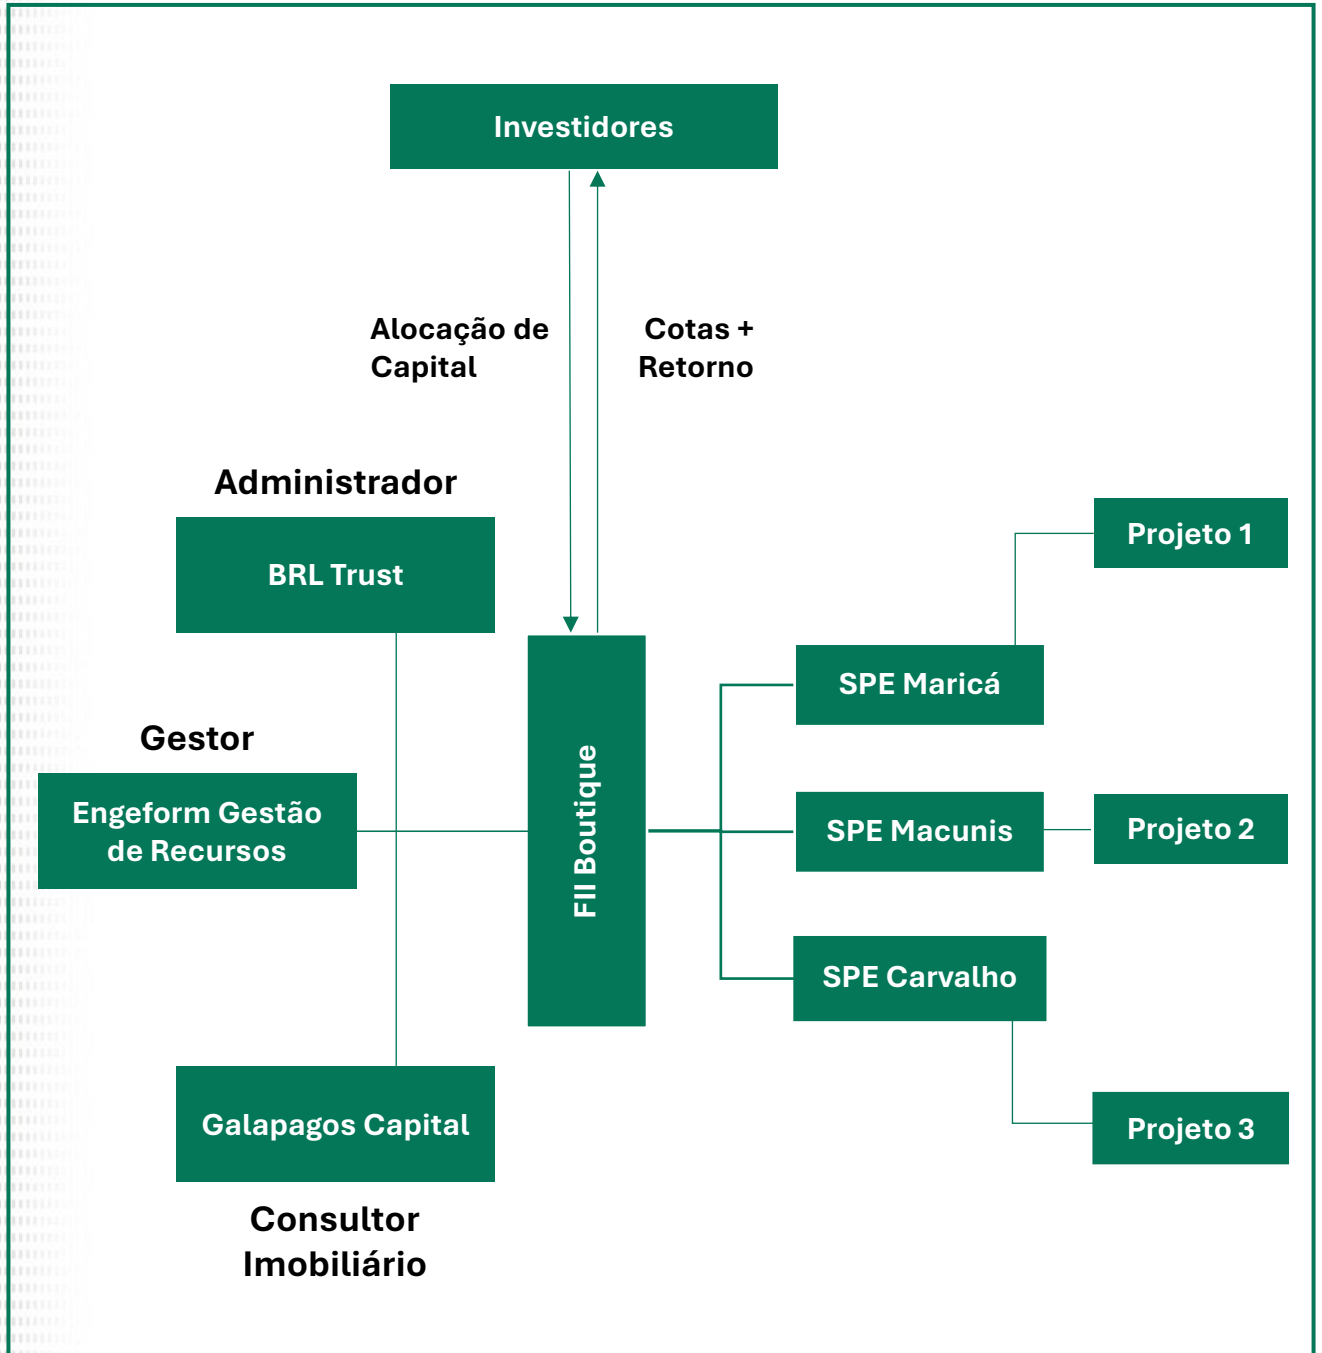 Investidores
Alocação de
Capital
Cotas +
Retorno
Administrador
BRL Trust
Gestor
Engeform Gestão
de Recursos
Galapagos Capital
Consultor
Imobiliário
FII Boutique
SPE Maricá
SPE Macunis
SPE Carvalho
Projeto 1
Projeto 2
Projeto 3